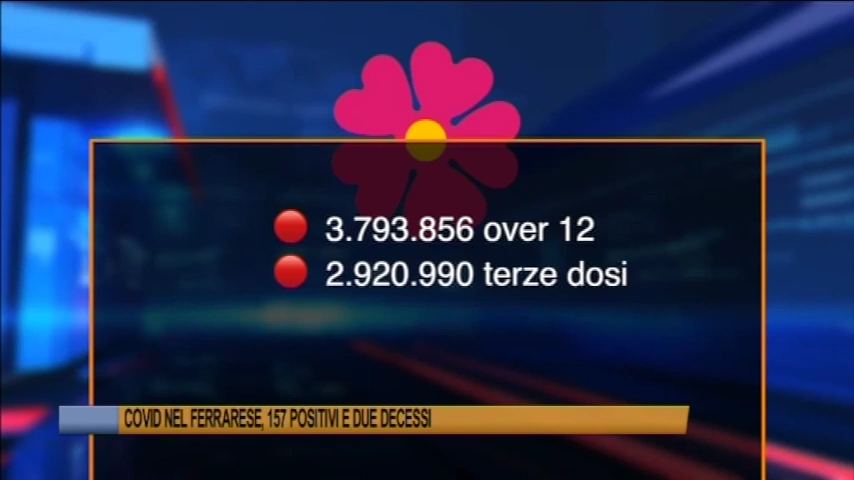 3.793.856 over 12
2.920.990 terze dosi
COVID NEL FERRARESE, 157 POSITIVI E DUE DECESSI